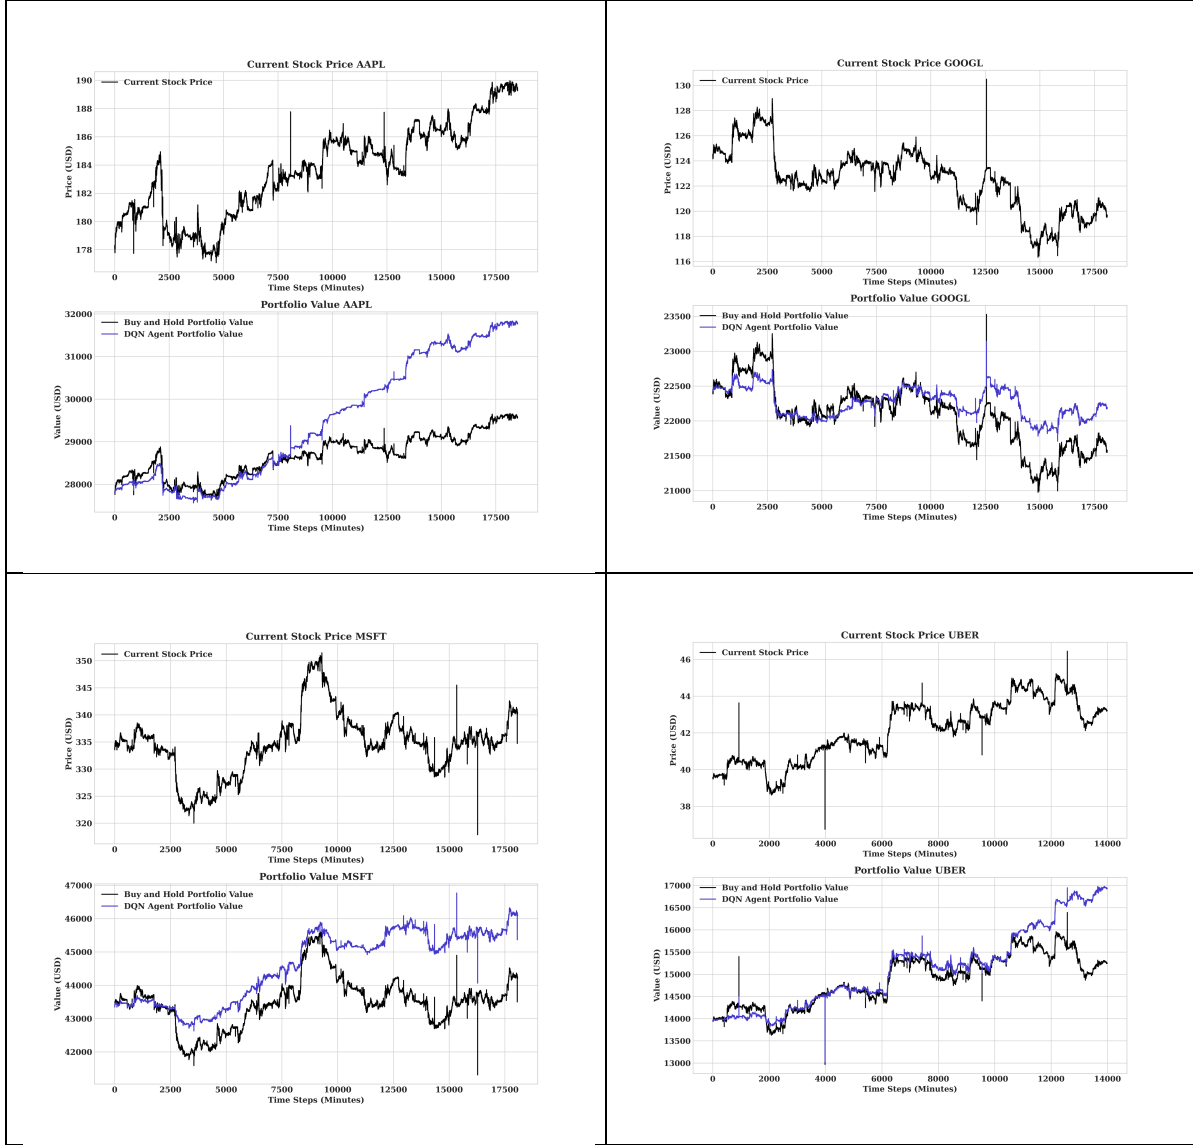 Current Stock Price AAPL
Current Stock Price
190
188
186
184
182
180
178
Price (USD)
0 2500 5000 7500 10000 12500 15000 17500
Time Steps (Minutes)
Portfolio Value AAPL
Buy and Hold Portfolio Value
DQN Agent Portfolio Value
32000
31000
30000
29000
28000
Value (USD)
0 2500 5000 7500 10000 12500 15000 17500
Time Steps (Minutes)
Current Stock Price GOOGL
Current Stock Price
130
128
126
124
122
120
118
116
Price (USD)
0 2500 5000 7500 10000 12500 15000 17500
Time Steps (Minutes)
Portfolio Value GOOGL
Buy and Hold Portfolio Value
DQN Agent Portfolio Value
23500
23000
22500
22000
21500
21000
Value (USD)
0 2500 5000 7500 10000 12500 15000 17500
Time Steps (Minutes)
Current Stock Price MSFT
Current Stock Price
350
345
340
335
330
325
320
Price (USD)
0 2500 5000 7500 10000 12500 15000 17500
Time Steps (Minutes)
Portfolio Value MSFT
Buy and Hold Portfolio Value
DQN Agent Portfolio Value
47000
46000
45000
44000
43000
42000
Value (USD)
0 2500 5000 7500 10000 12500 15000 17500
Time Steps (Minutes)
Current Stock Price UBER
Current Stock Price
46
44
42
40
38
Price (USD)
0 2000 4000 6000 8000 10000 12000 14000
Time Steps (Minutes)
Portfolio Value UBER
Buy and Hold Portfolio Value
DQN Agent Portfolio Value
17000
16500
16000
15500
15000
14500
14000
13500
13000
Value (USD)
0 2000 4000 6000 8000 10000 12000 14000
Time Steps (Minutes)